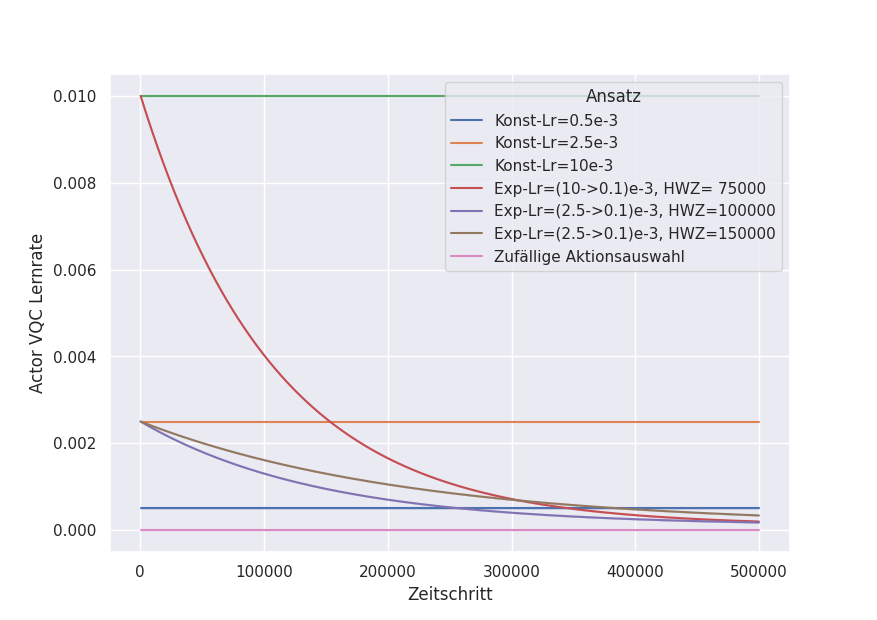 Ansatz
Konst-Lr=0.5e-3
Konst-Lr=2.5e-3
Konst-Lr=10e-3
Exp-Lr=(10->0.1)e-3, HWZ= 75000
Exp-Lr=(2.5->0.1)e-3, HWZ=100000
Exp-Lr=(2.5->0.1)e-3, HWZ=150000
Zufällige Aktionsauswahl
Actor VQC Lernrate
0.010
0.008
0.006
0.004
0.002
0.000
0 100000 200000 300000 400000 500000
Zeitschritt